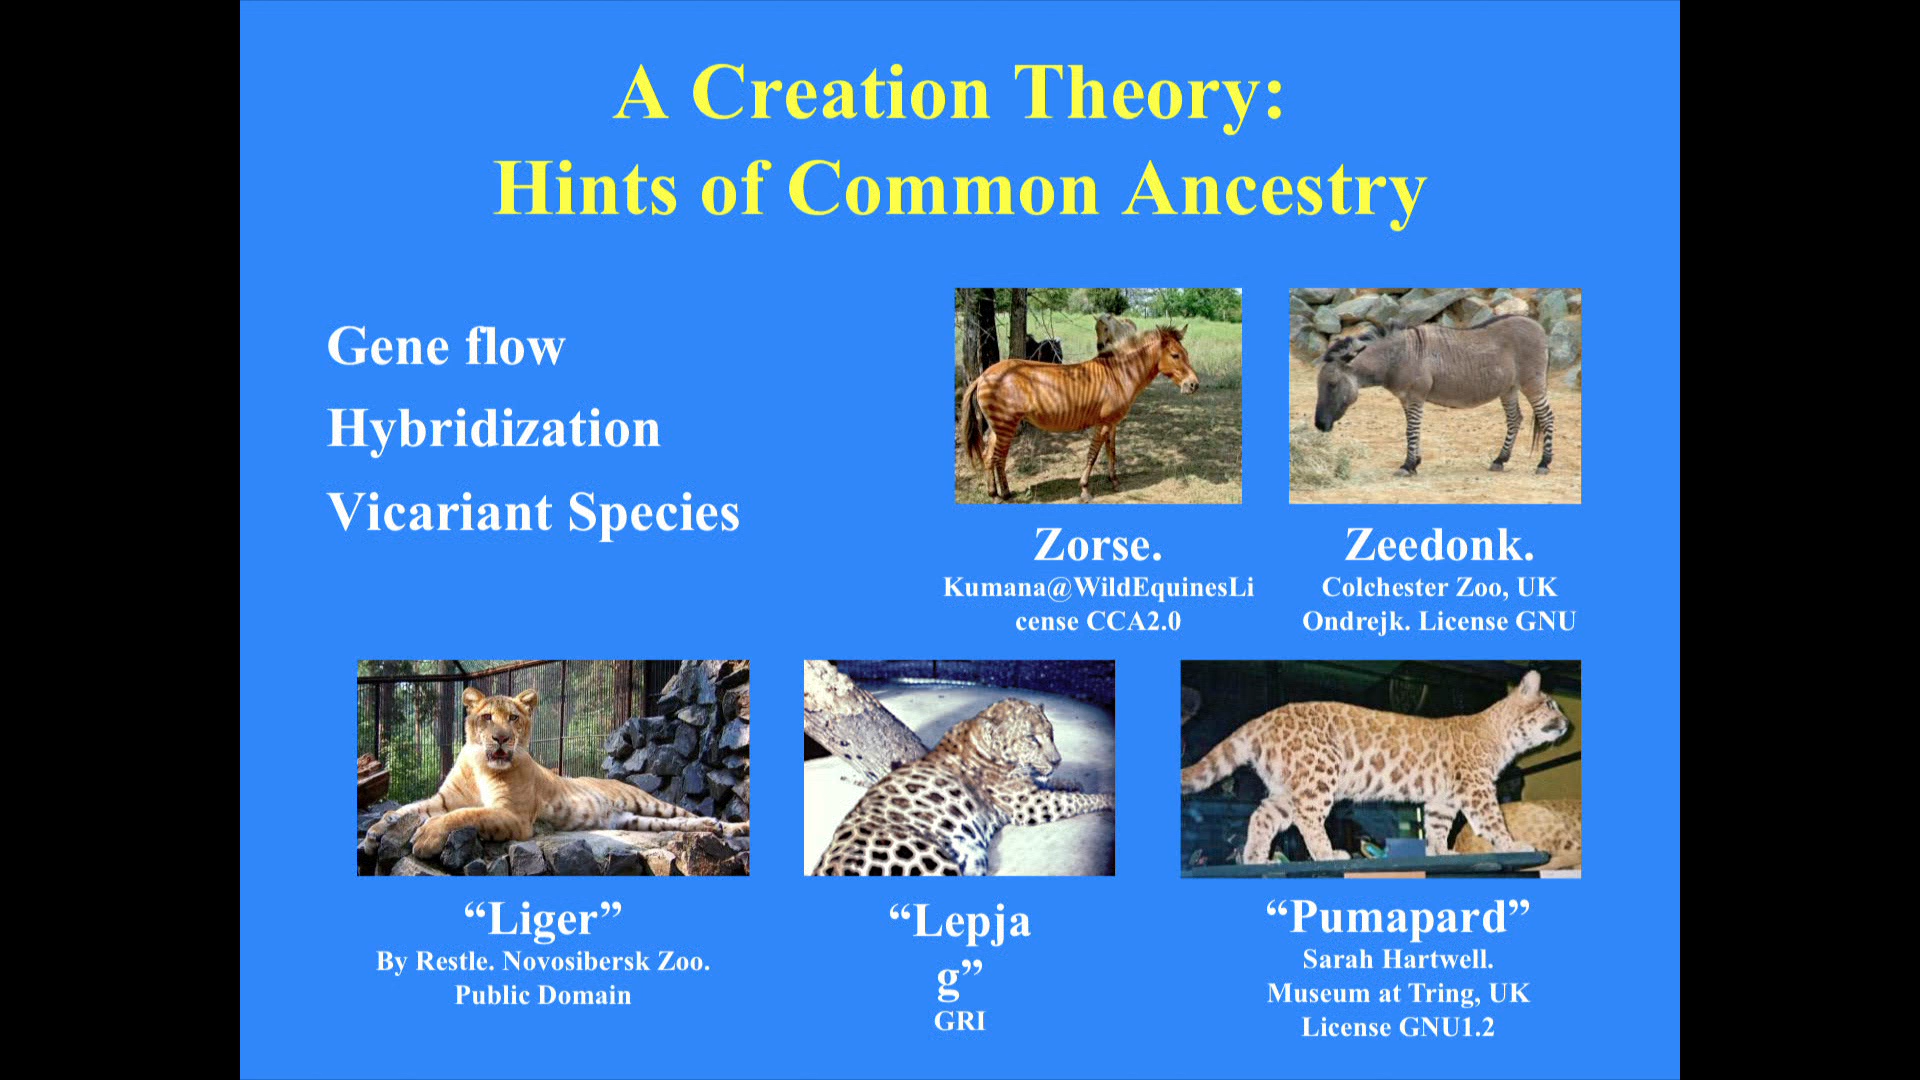 A Creation Theory:
Hints of Common Ancestry
Gene flow
Hybridization
Vicariant Species
Zorse.
Kumana@WildEquinesLi
cense CCA2.0
Zeedonk.
Colchester Zoo, UK
Ondrejk. License GNU
“Liger”
By Restle. Novosibersk Zoo.
Public Domain
“Lepja
g”
GRI
“Pumapard”
Sarah Hartwell.
Museum at Tring, UK
License GNU1.2